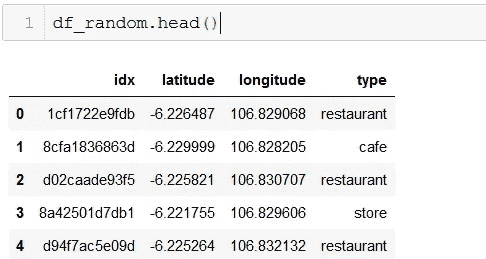 1 df_random.head()
idx latitude longitude type
0 1cf1722e9fdb -6.226487 106.829068 restaurant
1 8cfa1836863d -6.229999 106.828205 cafe
2 d02caade93f5 -6.225821 106.830707 restaurant
3 8a42501d7db1 -6.221755 106.829606 store
4 d94f7ac5e09d -6.225264 106.832132 restaurant